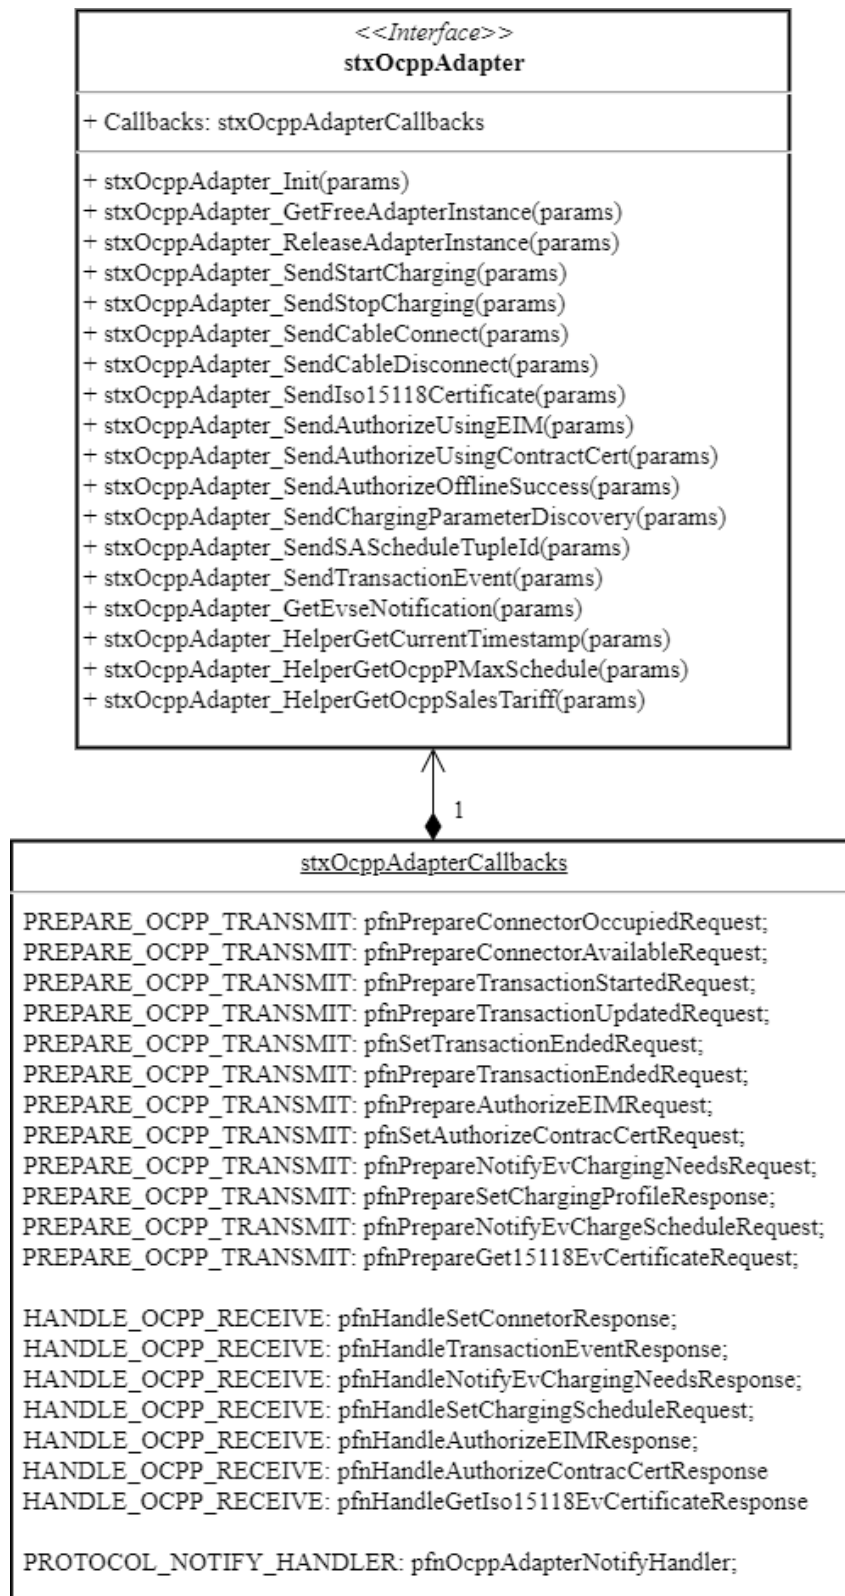 <<Interface>>
stxOcppAdapter
+ Callbacks: stxOcppAdapterCallbacks
+ stxOcppAdapter_Init(params)
+ stxOcppAdapter_GetFreeAdapterInstance(params)
+ stxOcppAdapter_ReleaseAdapterInstance(params)
+ stxOcppAdapter_SendStartCharging(params)
+ stxOcppAdapter_SendStopCharging(params)
+ stxOcppAdapter_SendCableConnect(params)
+ stxOcppAdapter_SendCableDisconnect(params)
+ stxOcppAdapter_SendIso15118Certificate(params)
+ stxOcppAdapter_SendAuthorizeUsingEIM(params)
+ stxOcppAdapter_SendAuthorizeUsingContractCert(params)
+ stxOcppAdapter_SendAuthorizeOfflineSuccess(params)
+ stxOcppAdapter_SendChargingParameterDiscovery(params)
+ stxOcppAdapter_SendSAScheduleTupleId(params)
+ stxOcppAdapter_SendTransactionEvent(params)
+ stxOcppAdapter_GetEvseNotification(params)
+ stxOcppAdapter_HelperGetCurrentTimestamp(params)
+ stxOcppAdapter_HelperGetOcppPMaxSchedule(params)
+ stxOcppAdapter_HelperGetOcppSalesTariff(params)
1
stxOcppAdapterCallbacks
PREPARE_OCPP_TRANSMIT: pfnPrepareConnectorOccupiedRequest;
PREPARE_OCPP_TRANSMIT: pfnPrepareConnectorAvailableRequest;
PREPARE_OCPP_TRANSMIT: pfnPrepareTransactionStartedRequest;
PREPARE_OCPP_TRANSMIT: pfnPrepareTransactionUpdatedRequest;
PREPARE_OCPP_TRANSMIT: pfnSetTransactionEndedRequest;
PREPARE_OCPP_TRANSMIT: pfnPrepareTransactionEndedRequest;
PREPARE_OCPP_TRANSMIT: pfnPrepareAuthorizeEIMRequest;
PREPARE_OCPP_TRANSMIT: pfnSetAuthorizeContracCertRequest;
PREPARE_OCPP_TRANSMIT: pfnPrepareNotifyEvChargingNeedsRequest;
PREPARE_OCPP_TRANSMIT: pfnPrepareSetChargingProfileResponse;
PREPARE_OCPP_TRANSMIT: pfnPrepareNotifyEvChargeScheduleRequest;
PREPARE_OCPP_TRANSMIT: pfnPrepareGet15118EvCertificateRequest;
HANDLE_OCPP_RECEIVE: pfnHandleSetConnetorResponse;
HANDLE_OCPP_RECEIVE: pfnHandleTransactionEventResponse;
HANDLE_OCPP_RECEIVE: pfnHandleNotifyEvChargingNeedsResponse;
HANDLE_OCPP_RECEIVE: pfnHandleSetChargingScheduleRequest;
HANDLE_OCPP_RECEIVE: pfnHandleAuthorizeEIMResponse;
HANDLE_OCPP_RECEIVE: pfnHandleAuthorizeContracCertResponse
HANDLE_OCPP_RECEIVE: pfnHandleGetIso15118EvCertificateResponse
PROTOCOL_NOTIFY_HANDLER: pfnOcppAdapterNotifyHandler;